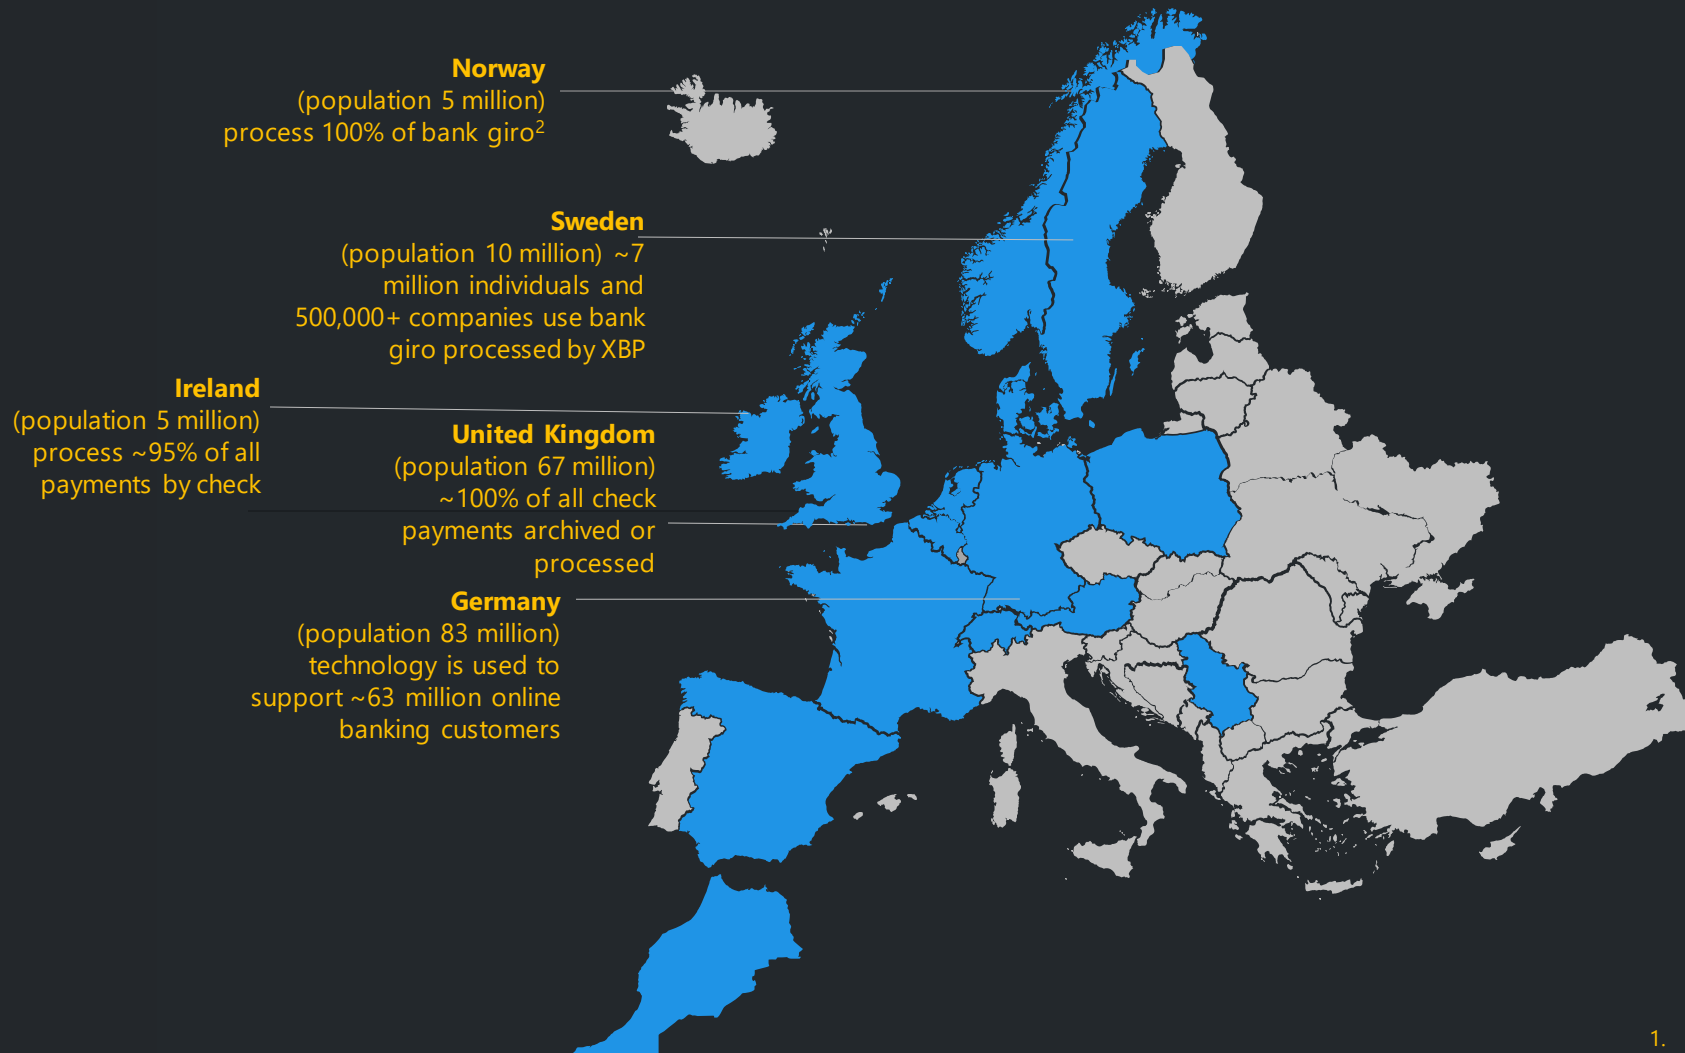 Norway
(population 5 million)
process 100% of bank giro²
Sweden
(population 10 million) ~7
million individuals and
500,000+ companies use bank
giro processed by XBP
Ireland
(population 5 million)
process ~95% of all
payments by check
United Kingdom
(population 67 million)
~100% of all check
payments archived or
processed
Germany
(population 83 million)
technology is used to
support ~63 million online
banking customers
1.